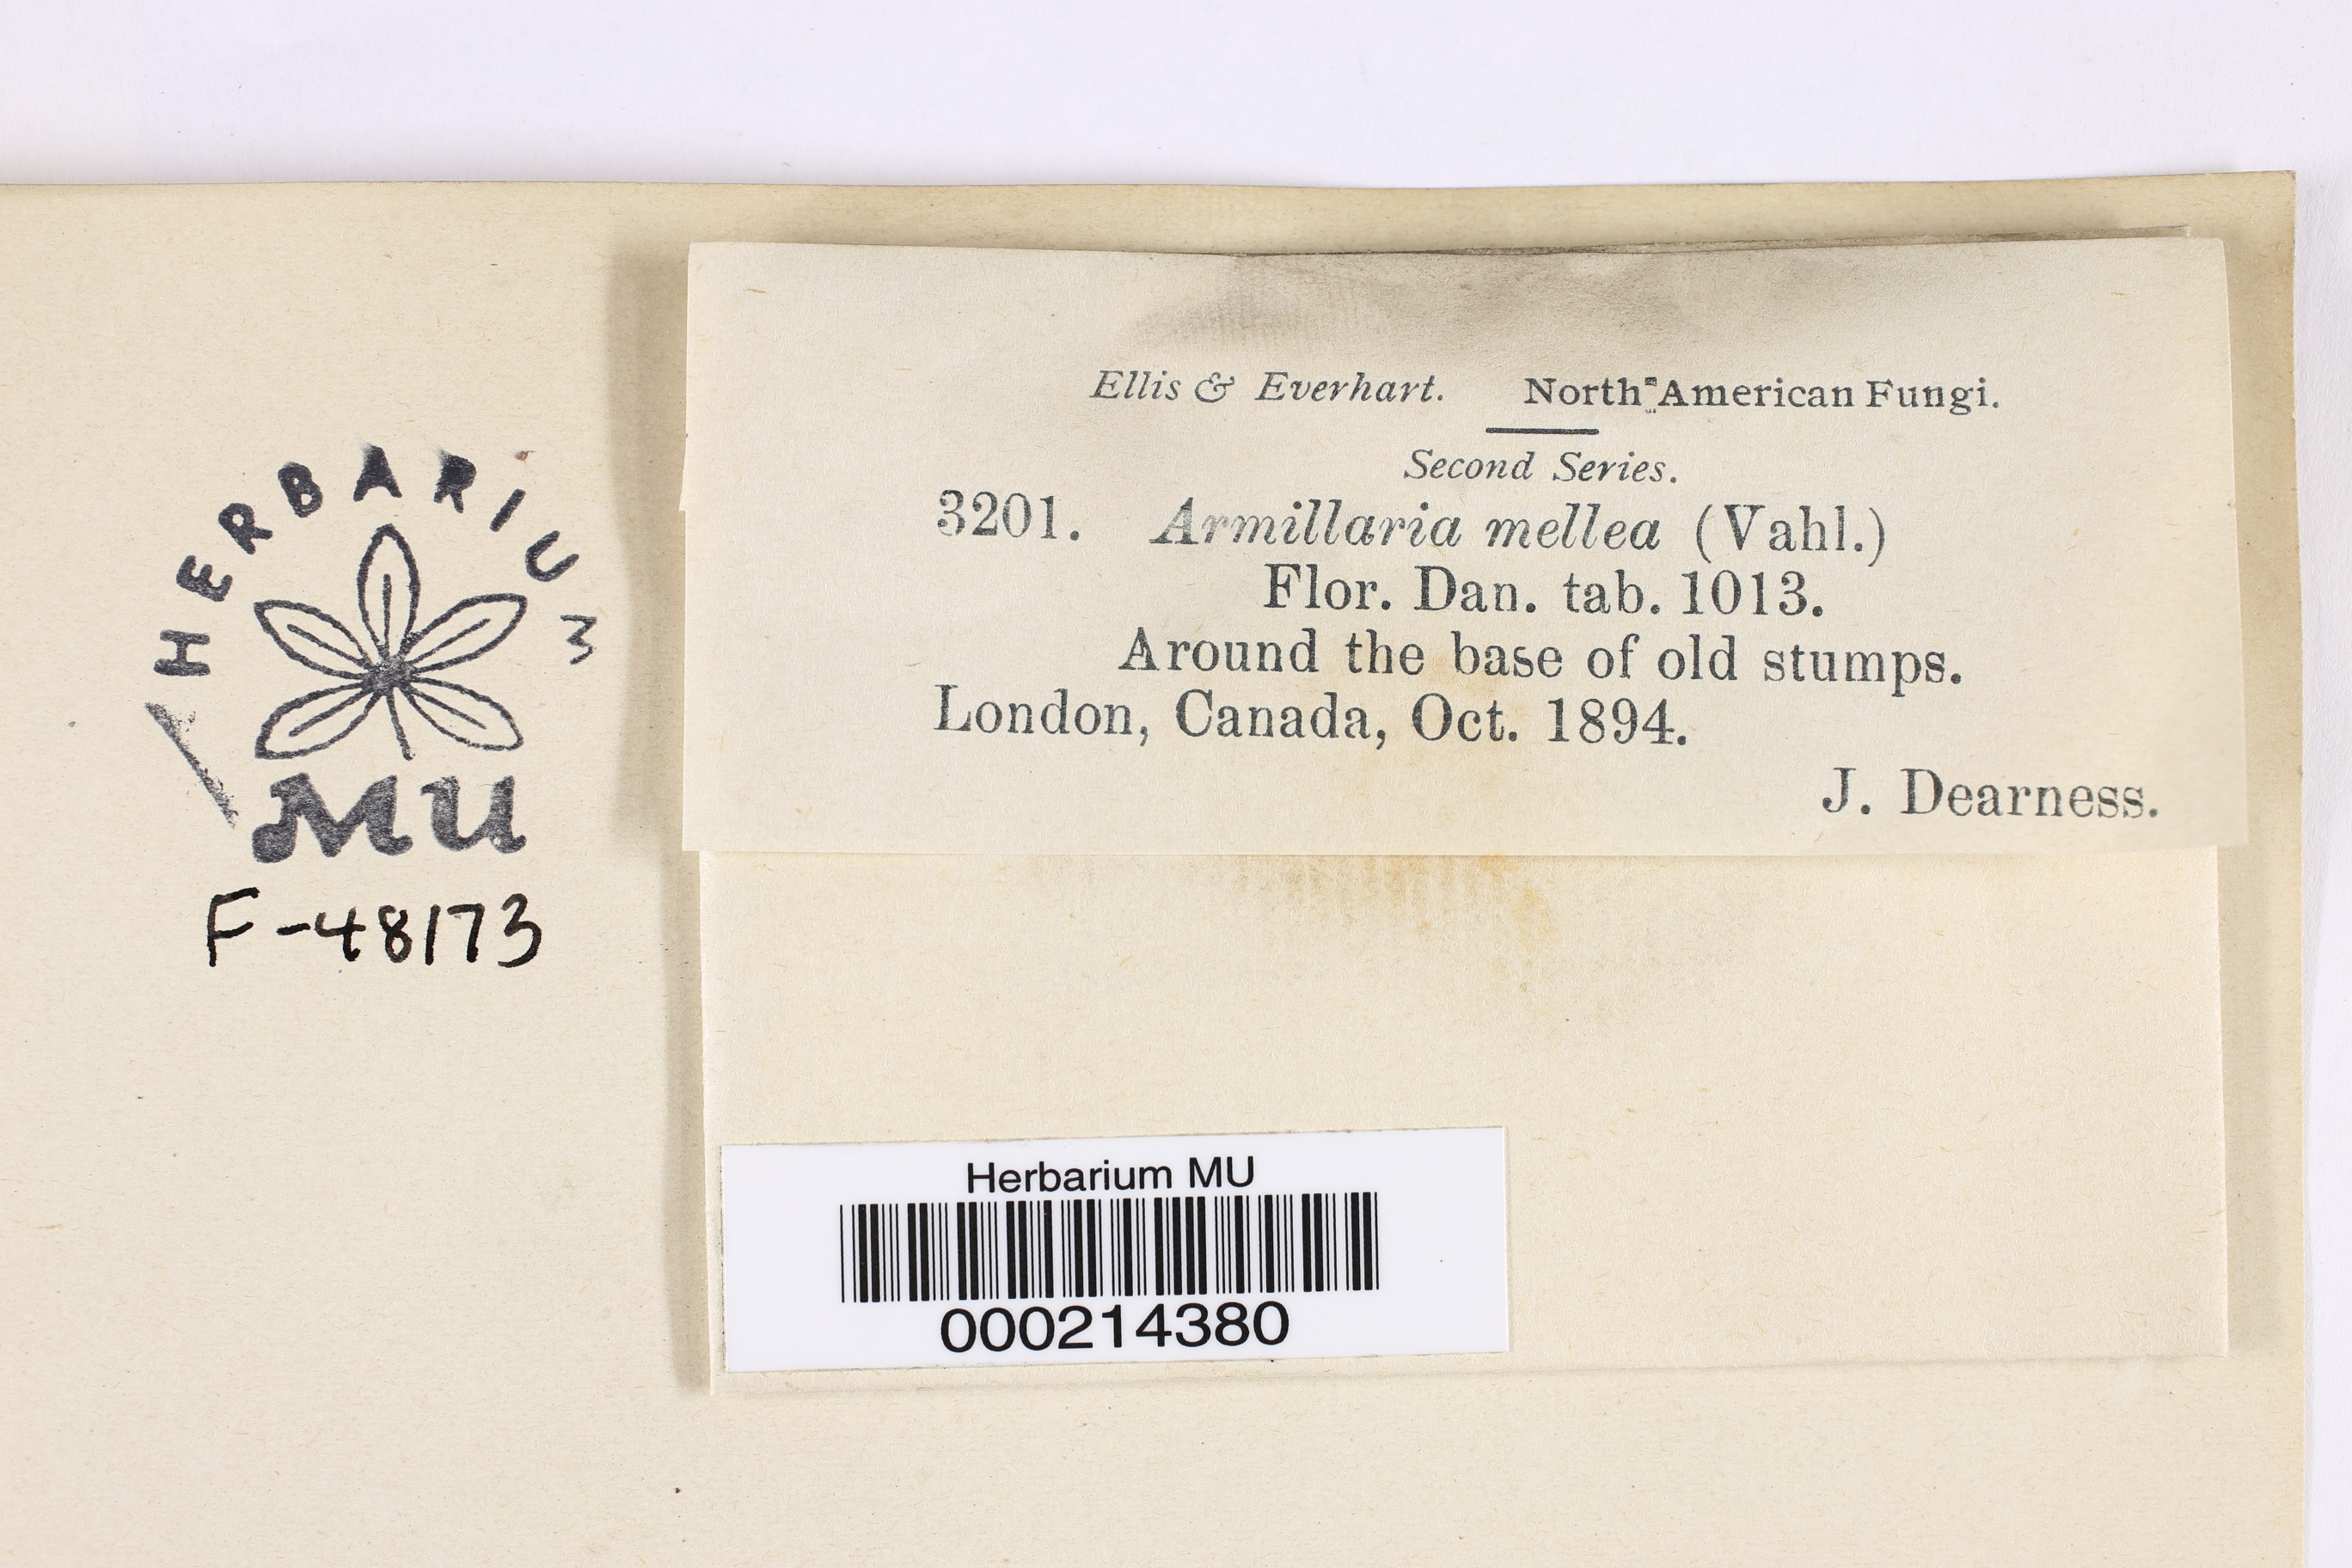 HERBARIUM
MU
F-48173
Ellis & Everhart. North American Fungi.
Second Series.
3201. Armillaria mellea (Vahl.)
Flor. Dan. tab. 1013.
Around the base of old stumps.
London, Canada, Oct. 1894.
J. Dearness.
Herbarium MU
000214380